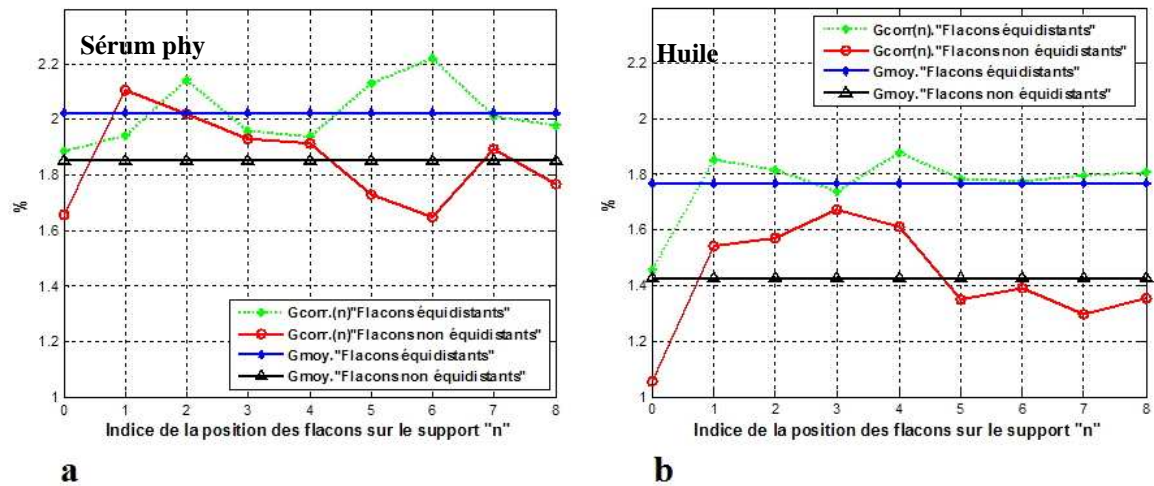 Sérum phy
2.2
2
1.8
1.6
1.4
1.2
1
%
0 1 2 3 4 5 6 7 8
Gcorr.(n)"Flacons équidistants"
Gcorr.(n)"Flacons non équidistants"
Gmoy."Flacons équidistants"
Gmoy."Flacons non équidistants"
Indice de la position des flacons sur le support "n"
a
Huile
Gcorr(n)."Flacons équidistants"
Gcorr(n)."Flacons non équidistants"
Gmoy."Flacons équidistants"
Gmoy."Flacons non équidistants"
2.2
2
1.8
1.6
1.4
1.2
1
%
0 1 2 3 4 5 6 7 8
Indice de la position des flacons sur le support "n"
b